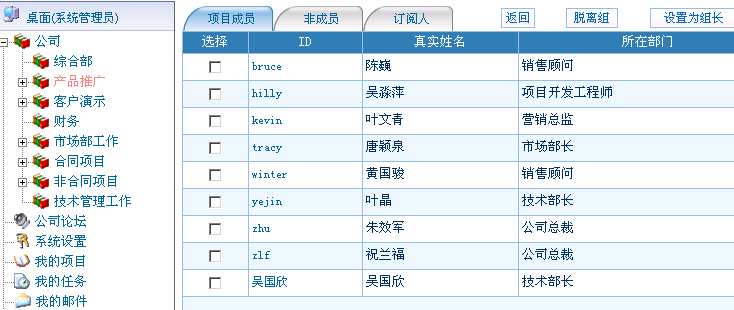 桌面(系统管理员)
公司
综合部
产品推广
客户演示
财务
市场部工作
合同项目
非合同项目
技术管理工作
公司论坛
系统设置
我的项目
我的任务
我的邮件
项目成员 非成员 订阅人 返回 脱离组 设置为组长
选择 ID 真实姓名 所在部门
bruce 陈巍 销售顾问
hilly 吴淼萍 项目开发工程师
kevin 叶文青 营销总监
tracy 唐颖泉 市场部长
winter 黄国骏 销售顾问
yejin 叶晶 技术部长
zhu 朱效军 公司总裁
zlf 祝兰福 公司总裁
吴国欣 吴国欣 技术部长